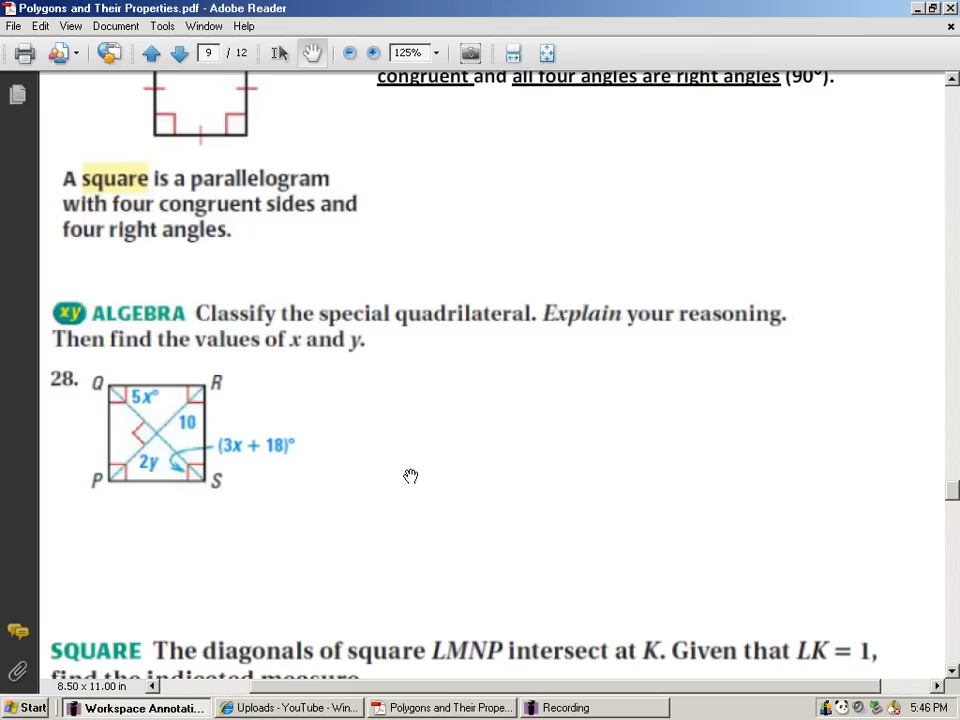 Polygons and Their Properties.pdf - Adobe Reader
File Edit View Document Tools Window Help
9 / 12 125%
congruent and all four angles are right angles (90°).
A square is a parallelogram
with four congruent sides and
four right angles.
xy ALGEBRA Classify the special quadrilateral. Explain your reasoning.
Then find the values of x and y.
28. Q R
5x°
10
(3x + 18)°
2y
P S
SQUARE The diagonals of square LMNP intersect at K. Given that LK = 1,
find the indicated measure.
8.50 x 11.00 in
Start Workspace Annotati... Uploads - YouTube - Win... Polygons and Their Prope... Recording 5:46 PM